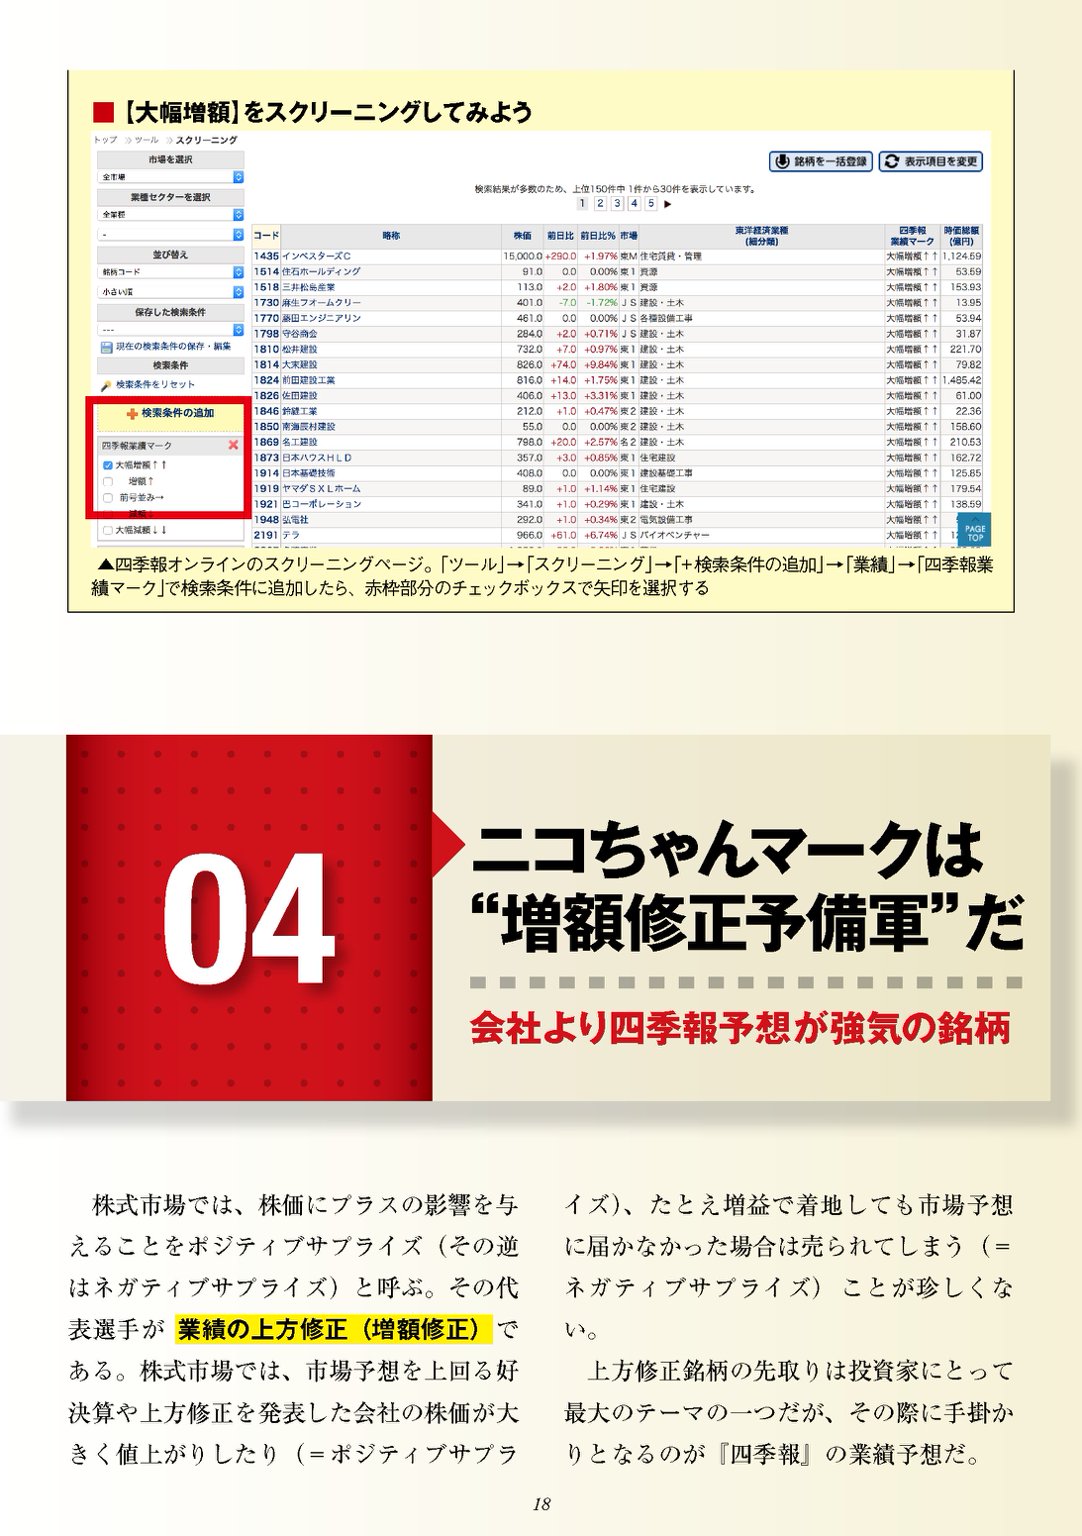 ■【大幅増額】をスクリーニングしてみよう
トップ ≫ツール ≫スクリーニング
市場を選択
全市場
業種セクターを選択
全業種
-
並び替え
銘柄コード
小さい順
保存した検索条件
---
現在の検索条件の保存・編集
検索条件
検索条件をリセット
検索条件の追加
四季報業績マーク
大幅増額↑↑
増額↑
前号並み→
減額↓
大幅減額↓↓
銘柄を一括登録 表示項目を変更
検索結果が多数のため、上位150件中 1件から30件を表示しています。
1 2 3 4 5 ▶
コード 略称 株価 前日比 前日比% 市場 東洋経済業種(細分類) 四季報業績マーク 時価総額(億円)
1435 インベスターズC 15,000.0 +290.0 +1.97% 東M 住宅賃貸・管理 大幅増額↑↑ 1,124.59
1514 住石ホールディング 91.0 0.0 0.00% 東1 資源 大幅増額↑↑ 53.59
1518 三井松島産業 113.0 +2.0 +1.80% 東1 資源 大幅増額↑↑ 153.93
1730 麻生フオームクリー 401.0 -7.0 -1.72% JS 建設・土木 大幅増額↑↑ 13.95
1770 藤田エンジニアリン 461.0 0.0 0.00% JS 各種設備工事 大幅増額↑↑ 53.94
1798 守谷商会 284.0 +2.0 +0.71% JS 建設・土木 大幅増額↑↑ 31.87
1810 松井建設 732.0 +7.0 +0.97% 東1 建設・土木 大幅増額↑↑ 221.70
1814 大末建設 826.0 +74.0 +9.84% 東1 建設・土木 大幅増額↑↑ 79.82
1824 前田建設工業 816.0 +14.0 +1.75% 東1 建設・土木 大幅増額↑↑ 1,485.42
1826 佐田建設 406.0 +13.0 +3.31% 東1 建設・土木 大幅増額↑↑ 61.00
1846 鈴縫工業 212.0 +1.0 +0.47% 東2 建設・土木 大幅増額↑↑ 22.36
1850 南海辰村建設 55.0 0.0 0.00% 東2 建設・土木 大幅増額↑↑ 158.60
1869 名工建設 798.0 +20.0 +2.57% 名2 建設・土木 大幅増額↑↑ 210.53
1873 日本ハウスHLD 357.0 +3.0 +0.85% 東1 住宅建設 大幅増額↑↑ 162.72
1914 日本基礎技術 408.0 0.0 0.00% 東1 建設基礎工事 大幅増額↑↑ 125.85
1919 ヤマダSXLホーム 89.0 +1.0 +1.14% 東1 住宅建設 大幅増額↑↑ 179.54
1921 巴コーポレーション 341.0 +1.0 +0.29% 東1 建設・土木 大幅増額↑↑ 138.59
1948 弘電社 292.0 +1.0 +0.34% 東2 電気設備工事 大幅増額↑↑
2191 テラ 966.0 +61.0 +6.74% JS バイオベンチャー 大幅増額↑↑
PAGE
TOP
▲四季報オンラインのスクリーニングページ。「ツール」→「スクリーニング」→「+検索条件の追加」→「業績」→「四季報業
績マーク」で検索条件に追加したら、赤枠部分のチェックボックスで矢印を選択する
04
ニコちゃんマークは
“増額修正予備軍”だ
会社より四季報予想が強気の銘柄
株式市場では、株価にプラスの影響を与
えることをポジティブサプライズ（その逆
はネガティブサプライズ）と呼ぶ。その代
表選手が 業績の上方修正（増額修正） で
ある。株式市場では、市場予想を上回る好
決算や上方修正を発表した会社の株価が大
きく値上がりしたり（＝ポジティブサプラ
イズ）、たとえ増益で着地しても市場予想
に届かなかった場合は売られてしまう（＝
ネガティブサプライズ）ことが珍しくな
い。
上方修正銘柄の先取りは投資家にとって
最大のテーマの一つだが、その際に手掛か
りとなるのが『四季報』の業績予想だ。
18